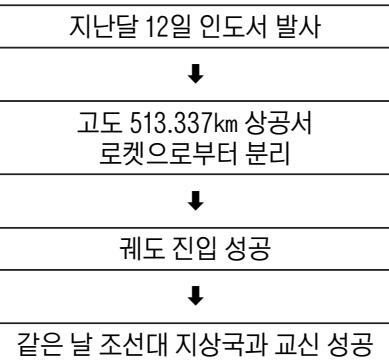 지난달 12일 인도서 발사
⬇
고도 513.337㎞ 상공서
로켓으로부터 분리
⬇
궤도 진입 성공
⬇
같은 날 조선대 지상국과 교신 성공